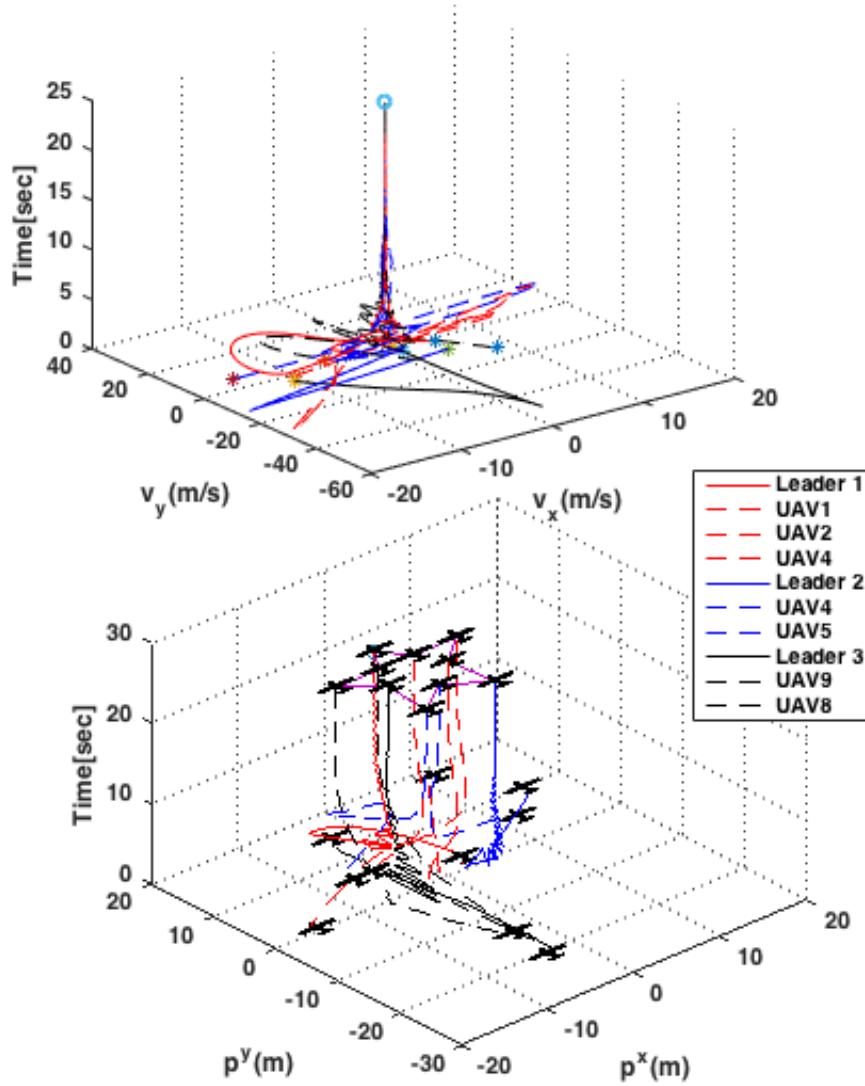 25
20
15
10
5
0
Time[sec]
40
20
0
-20
-40
-60
v_y(m/s)
-20
-10
0
10
20
v_x(m/s)
Leader 1
UAV1
UAV2
UAV4
Leader 2
UAV4
UAV5
Leader 3
UAV9
UAV8
30
20
10
0
Time[sec]
20
10
0
-10
-20
-30
p^y(m)
-20
-10
0
10
20
p^x(m)